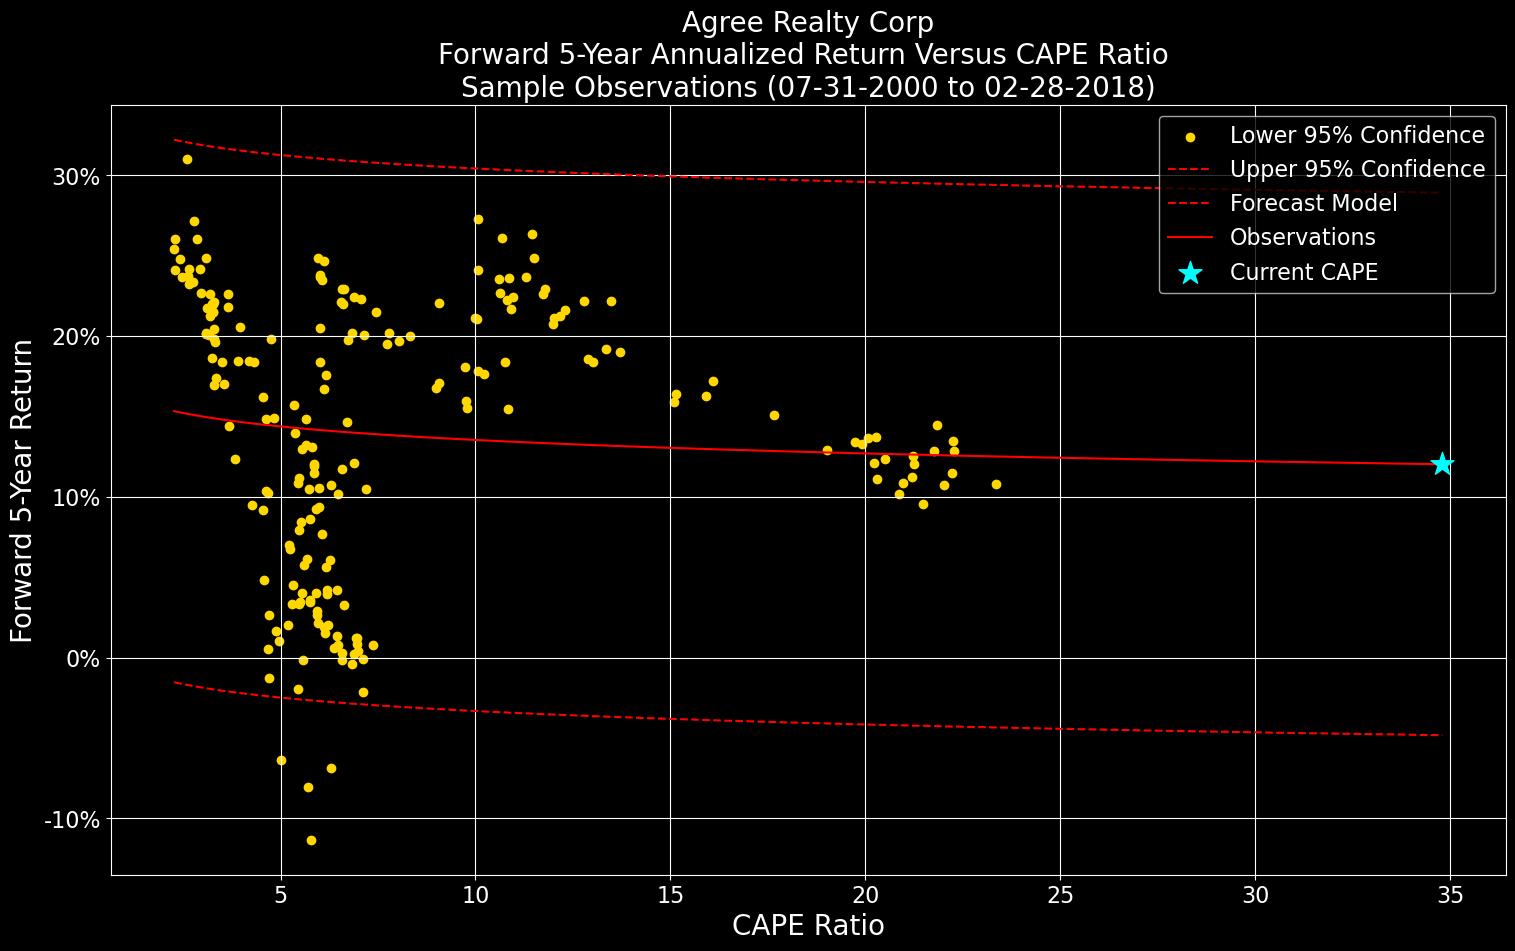 Agree Realty Corp
Forward 5-Year Annualized Return Versus CAPE Ratio
Sample Observations (07-31-2000 to 02-28-2018)
Lower 95% Confidence
Upper 95% Confidence
Forecast Model
Observations
Current CAPE
Forward 5-Year Return
30%
20%
10%
0%
-10%
5 10 15 20 25 30 35
CAPE Ratio